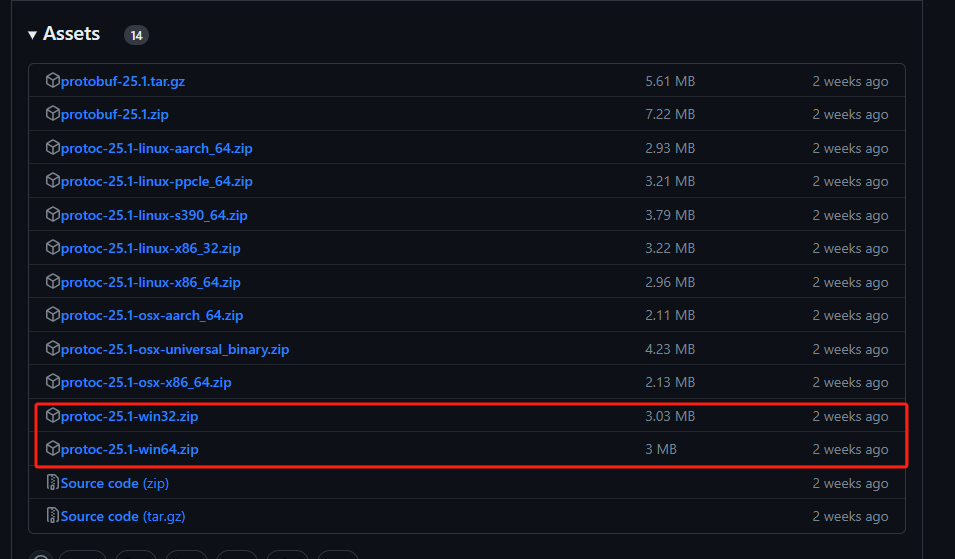 Assets 14
protobuf-25.1.tar.gz 5.61 MB 2 weeks ago
protobuf-25.1.zip 7.22 MB 2 weeks ago
protoc-25.1-linux-aarch_64.zip 2.93 MB 2 weeks ago
protoc-25.1-linux-ppcle_64.zip 3.21 MB 2 weeks ago
protoc-25.1-linux-s390_64.zip 3.79 MB 2 weeks ago
protoc-25.1-linux-x86_32.zip 3.22 MB 2 weeks ago
protoc-25.1-linux-x86_64.zip 2.96 MB 2 weeks ago
protoc-25.1-osx-aarch_64.zip 2.11 MB 2 weeks ago
protoc-25.1-osx-universal_binary.zip 4.23 MB 2 weeks ago
protoc-25.1-osx-x86_64.zip 2.13 MB 2 weeks ago
protoc-25.1-win32.zip 3.03 MB 2 weeks ago
protoc-25.1-win64.zip 3 MB 2 weeks ago
Source code (zip) 2 weeks ago
Source code (tar.gz) 2 weeks ago